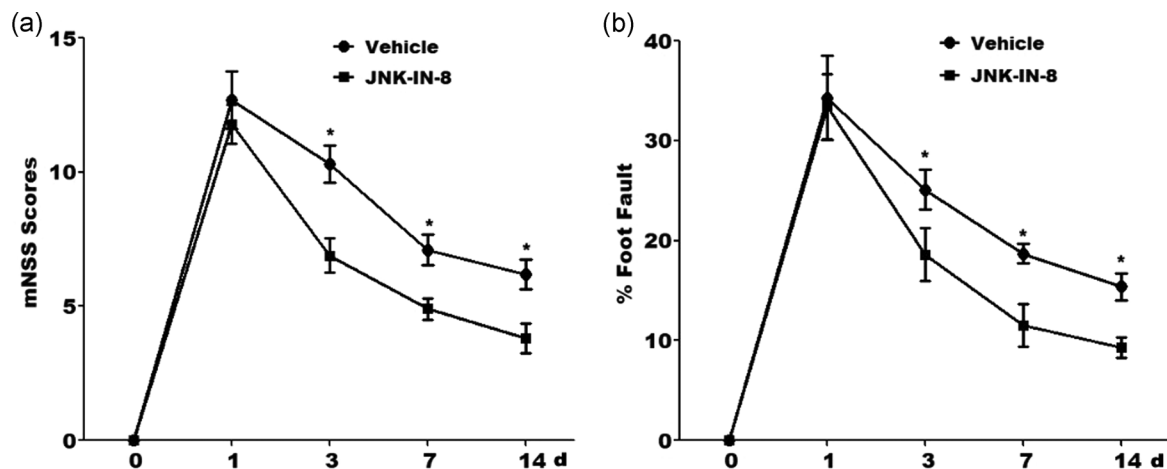 (a)
15
10
5
0
mNSS Scores
Vehicle
JNK-IN-8
*
*
*
0 1 3 7 14 d
(b)
40
30
20
10
0
% Foot Fault
Vehicle
JNK-IN-8
*
*
*
0 1 3 7 14 d